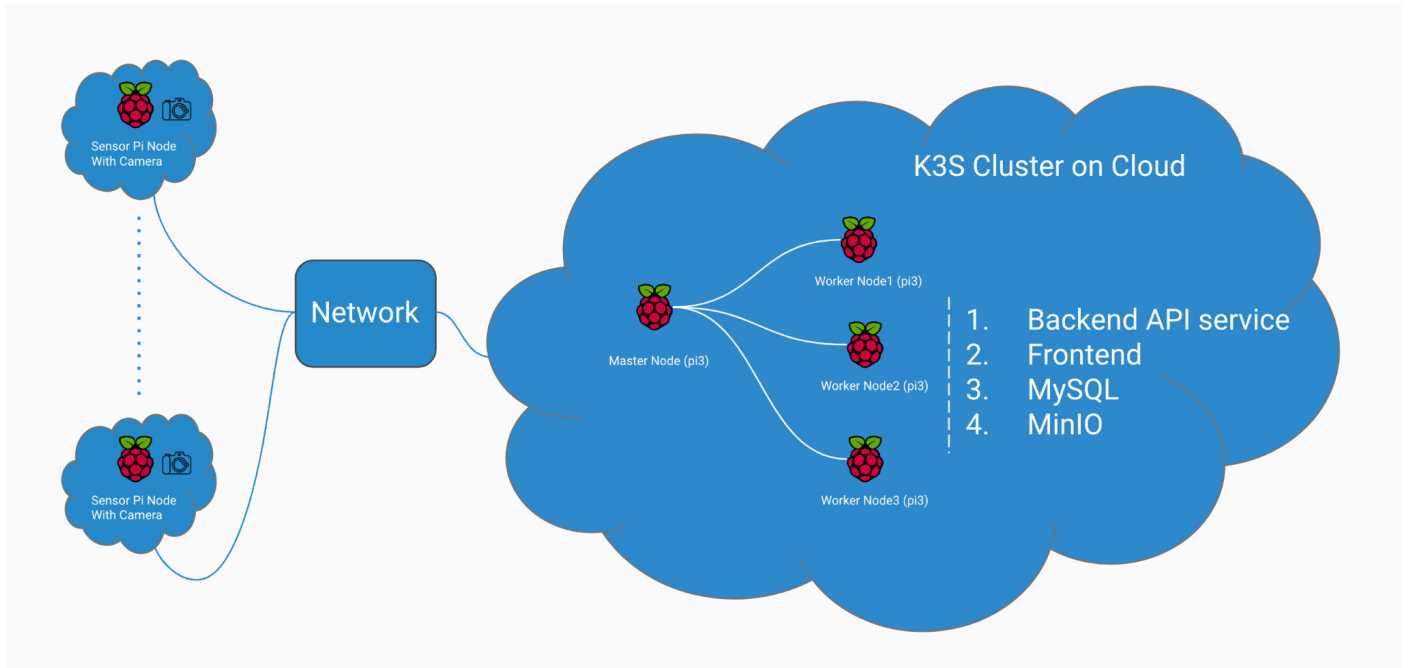 Sensor Pi Node
With Camera
Sensor Pi Node
With Camera
Network
K3S Cluster on Cloud
Master Node (pi3)
Worker Node1 (pi3)
Worker Node2 (pi3)
Worker Node3 (pi3)
1. Backend API service
2. Frontend
3. MySQL
4. MinIO